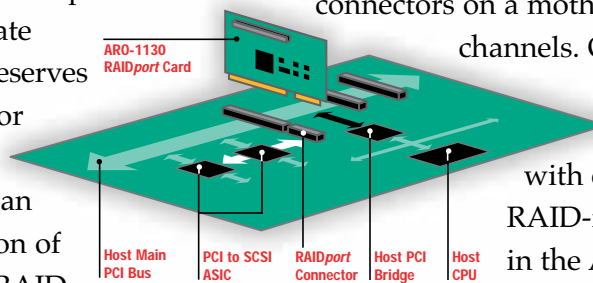 connectors on a moth
ate
channels. C
eserves
or
ARO-1130
RAIDport Card
with
RAID-
in the A
an
on of
RAID
Host Main
PCI Bus
PCI to SCSI
ASIC
RAIDport
Connector
Host PCI
Bridge
Host
CPU